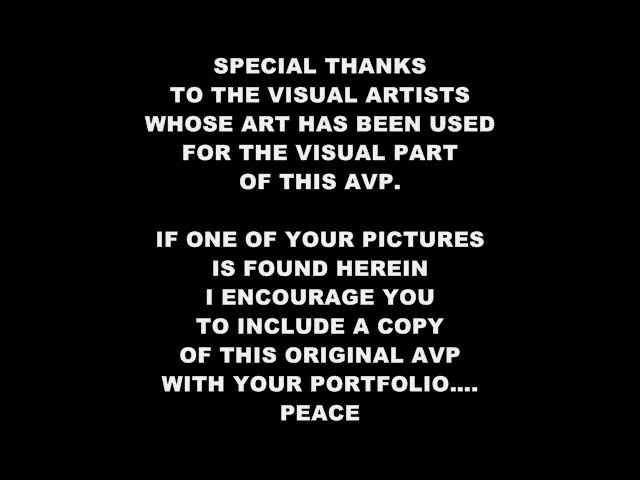 SPECIAL THANKS
TO THE VISUAL ARTISTS
WHOSE ART HAS BEEN USED
FOR THE VISUAL PART
OF THIS AVP.
IF ONE OF YOUR PICTURES
IS FOUND HEREIN
I ENCOURAGE YOU
TO INCLUDE A COPY
OF THIS ORIGINAL AVP
WITH YOUR PORTFOLIO....
PEACE